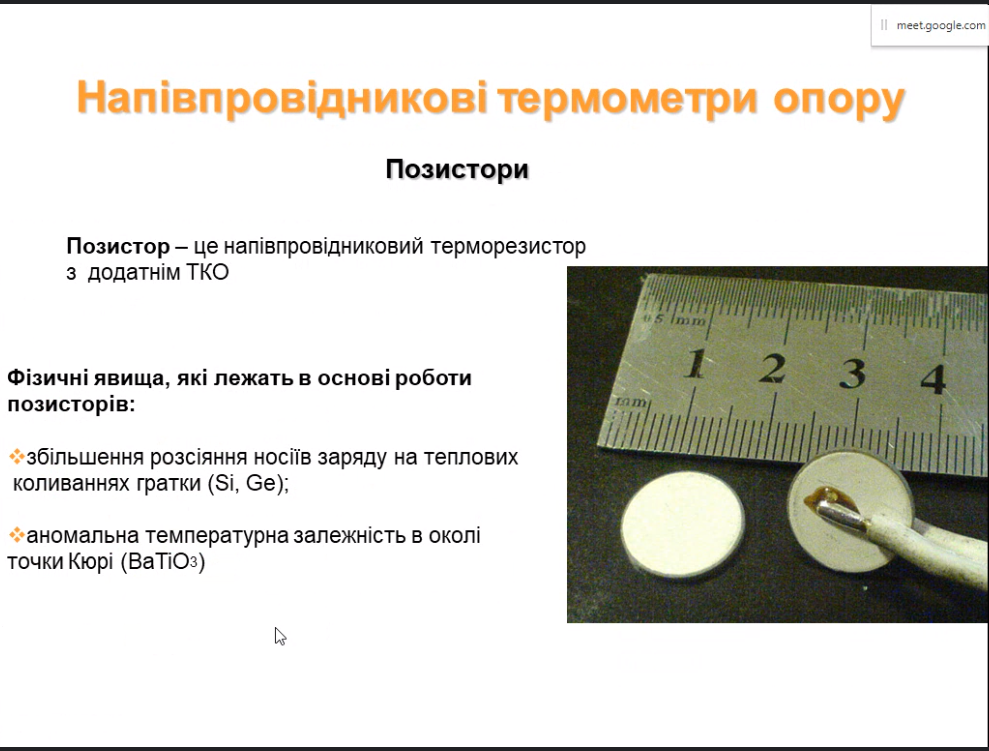 meet.google.com
Напівпровідникові термометри опору
Позистори
Позистор – це напівпровідниковий терморезистор
з додатнім ТКО
Фізичні явища, які лежать в основі роботи
позисторів:
❖збільшення розсіяння носіїв заряду на теплових
коливаннях гратки (Si, Ge);
❖аномальна температурна залежність в околі
точки Кюрі (BaTiO3)
0.5 mm
1 2 3 4
mm